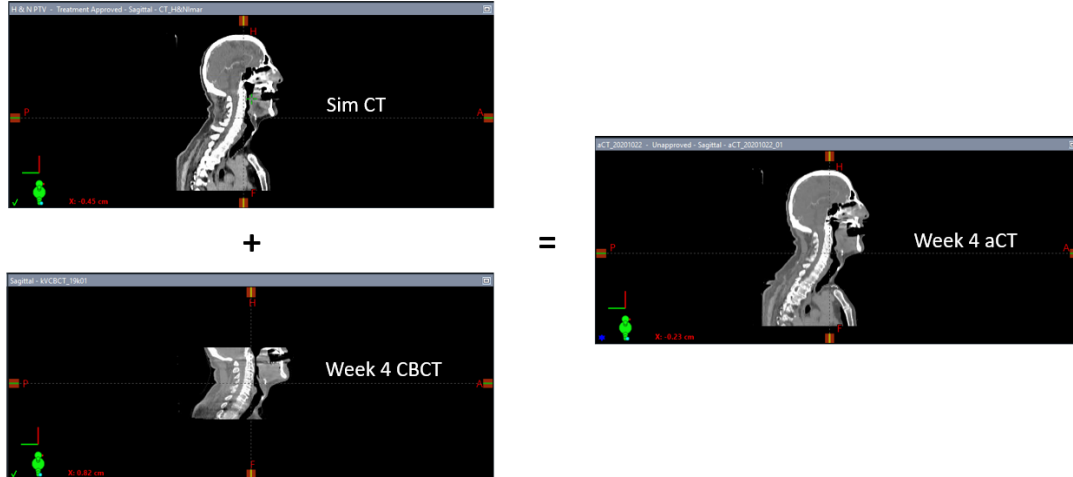 H & N PTV - Treatment Approved - Sagittal - CT_H&NImar
H
Sim CT
P
A
F
X: -0.45 cm
+
=
Sagittal - kVCBCT_19k01
H
Week 4 CBCT
P
A
F
X: 0.82 cm
aCT_20201022 - Unapproved - Sagittal - aCT_20201022_01
H
Week 4 aCT
P
A
F
X: -0.23 cm